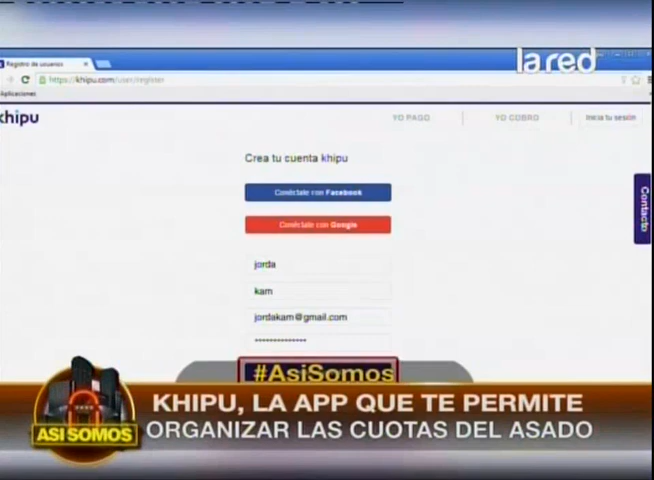 la red
Registro de usuarios
https://khipu.com/user/register
Aplicaciones
khipu
YO PAGO
YO COBRO
Inicia tu sesión
Crea tu cuenta khipu
Conéctate con Facebook
Conéctate con Google
Contacto
jorda
kam
jordakam@gmail.com
#AsiSomos
KHIPU, LA APP QUE TE PERMITE
ASI SOMOS
ORGANIZAR LAS CUOTAS DEL ASADO